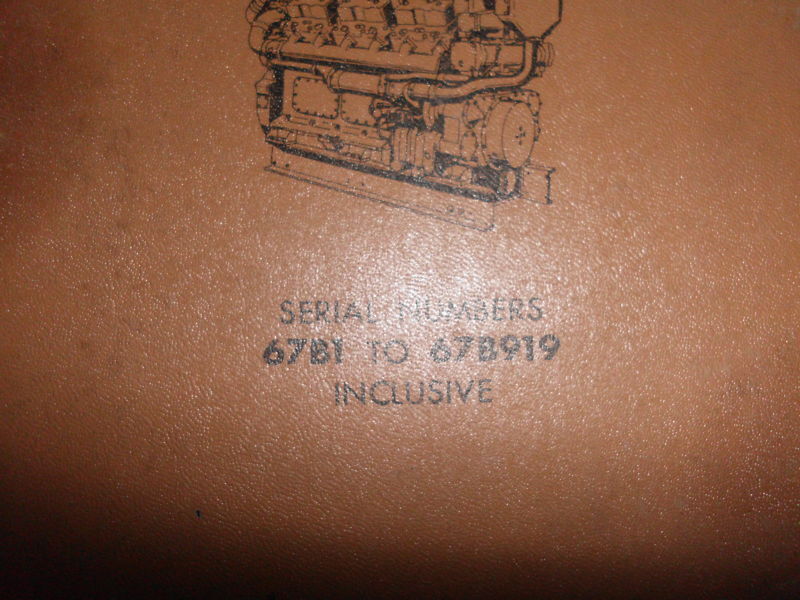 SERIAL NUMBERS
67B1 TO 67B919
INCLUSIVE